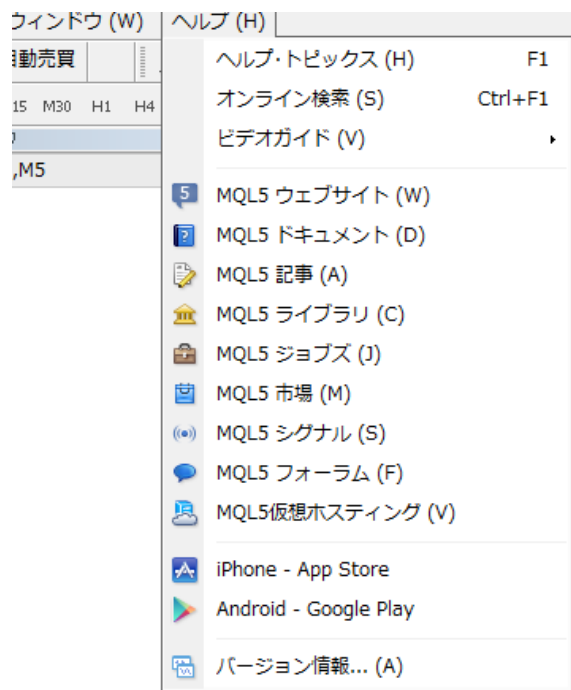 ウィンドウ (W) ヘルプ (H)
自動売買
15 M30 H1 H4
,M5
ヘルプ・トピックス (H) F1
オンライン検索 (S) Ctrl+F1
ビデオガイド (V)
MQL5 ウェブサイト (W)
MQL5 ドキュメント (D)
MQL5 記事 (A)
MQL5 ライブラリ (C)
MQL5 ジョブズ (J)
MQL5 市場 (M)
MQL5 シグナル (S)
MQL5 フォーラム (F)
MQL5仮想ホスティング (V)
iPhone - App Store
Android - Google Play
バージョン情報... (A)